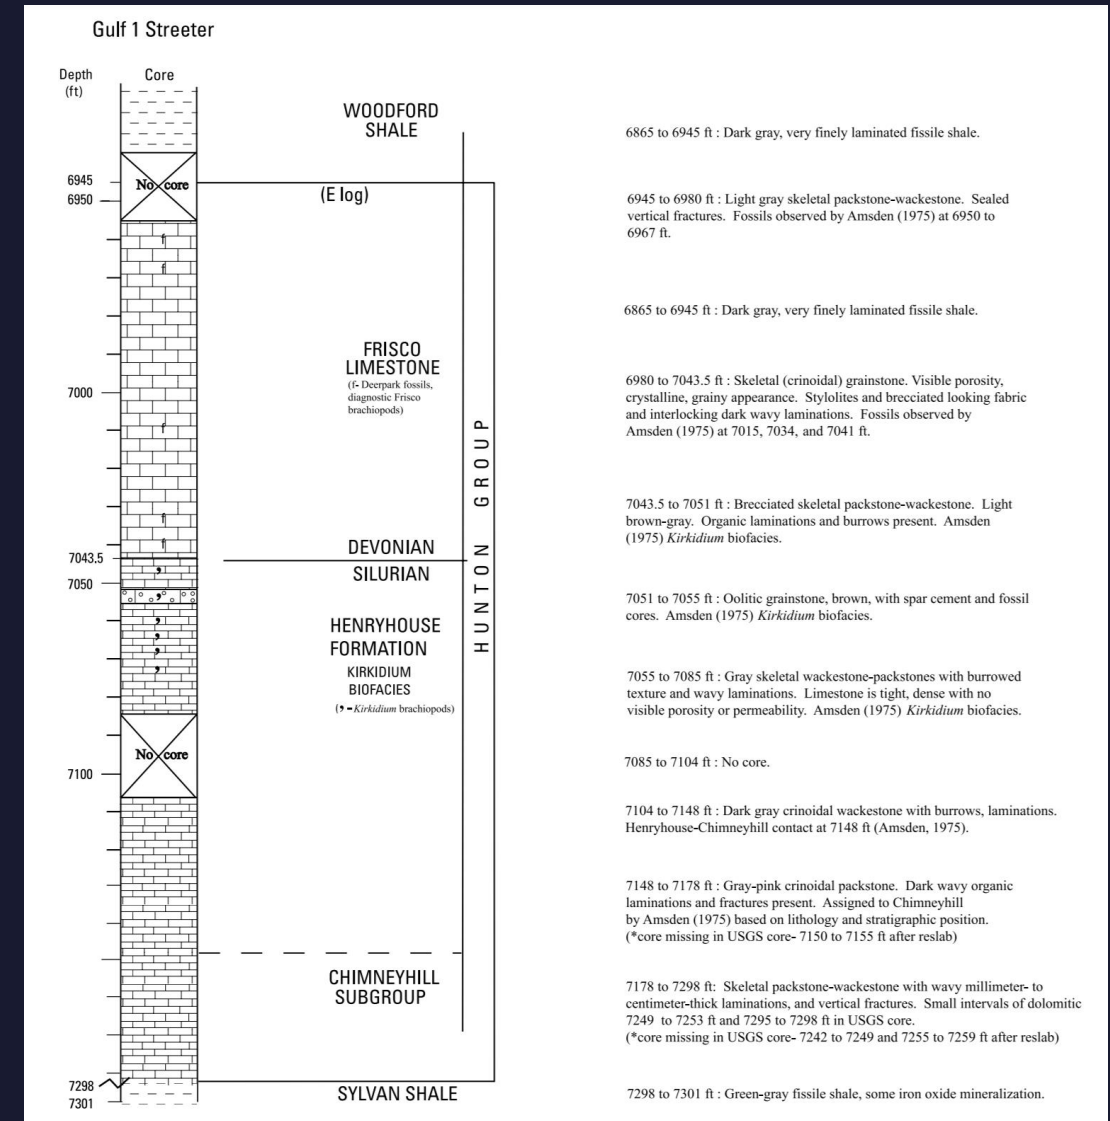 Gulf 1 Streeter
Depth
(ft)
Core
WOODFORD
SHALE
6945
No core
6950
(E log)
f
f
FRISCO
LIMESTONE
(f- Deerpark fossils,
diagnostic Frisco
brachiopods)
7000
f
f
f
HUNTON GROUP
DEVONIAN
7043.5
SILURIAN
7050
HENRYHOUSE
FORMATION
KIRKIDIUM
BIOFACIES
(❟ - Kirkidium brachiopods)
No core
7100
CHIMNEYHILL
SUBGROUP
7298
7301
SYLVAN SHALE
6865 to 6945 ft : Dark gray, very finely laminated fissile shale.
6945 to 6980 ft : Light gray skeletal packstone-wackestone. Sealed
vertical fractures. Fossils observed by Amsden (1975) at 6950 to
6967 ft.
6865 to 6945 ft : Dark gray, very finely laminated fissile shale.
6980 to 7043.5 ft : Skeletal (crinoidal) grainstone. Visible porosity,
crystalline, grainy appearance. Stylolites and brecciated looking fabric
and interlocking dark wavy laminations. Fossils observed by
Amsden (1975) at 7015, 7034, and 7041 ft.
7043.5 to 7051 ft : Brecciated skeletal packstone-wackestone. Light
brown-gray. Organic laminations and burrows present. Amsden
(1975) Kirkidium biofacies.
7051 to 7055 ft : Oolitic grainstone, brown, with spar cement and fossil
cores. Amsden (1975) Kirkidium biofacies.
7055 to 7085 ft : Gray skeletal wackestone-packstones with burrowed
texture and wavy laminations. Limestone is tight, dense with no
visible porosity or permeability. Amsden (1975) Kirkidium biofacies.
7085 to 7104 ft : No core.
7104 to 7148 ft : Dark gray crinoidal wackestone with burrows, laminations.
Henryhouse-Chimneyhill contact at 7148 ft (Amsden, 1975).
7148 to 7178 ft : Gray-pink crinoidal packstone. Dark wavy organic
laminations and fractures present. Assigned to Chimneyhill
by Amsden (1975) based on lithology and stratigraphic position.
(*core missing in USGS core- 7150 to 7155 ft after reslab)
7178 to 7298 ft: Skeletal packstone-wackestone with wavy millimeter- to
centimeter-thick laminations, and vertical fractures. Small intervals of dolomitic
7249 to 7253 ft and 7295 to 7298 ft in USGS core.
(*core missing in USGS core- 7242 to 7249 and 7255 to 7259 ft after reslab)
7298 to 7301 ft : Green-gray fissile shale, some iron oxide mineralization.